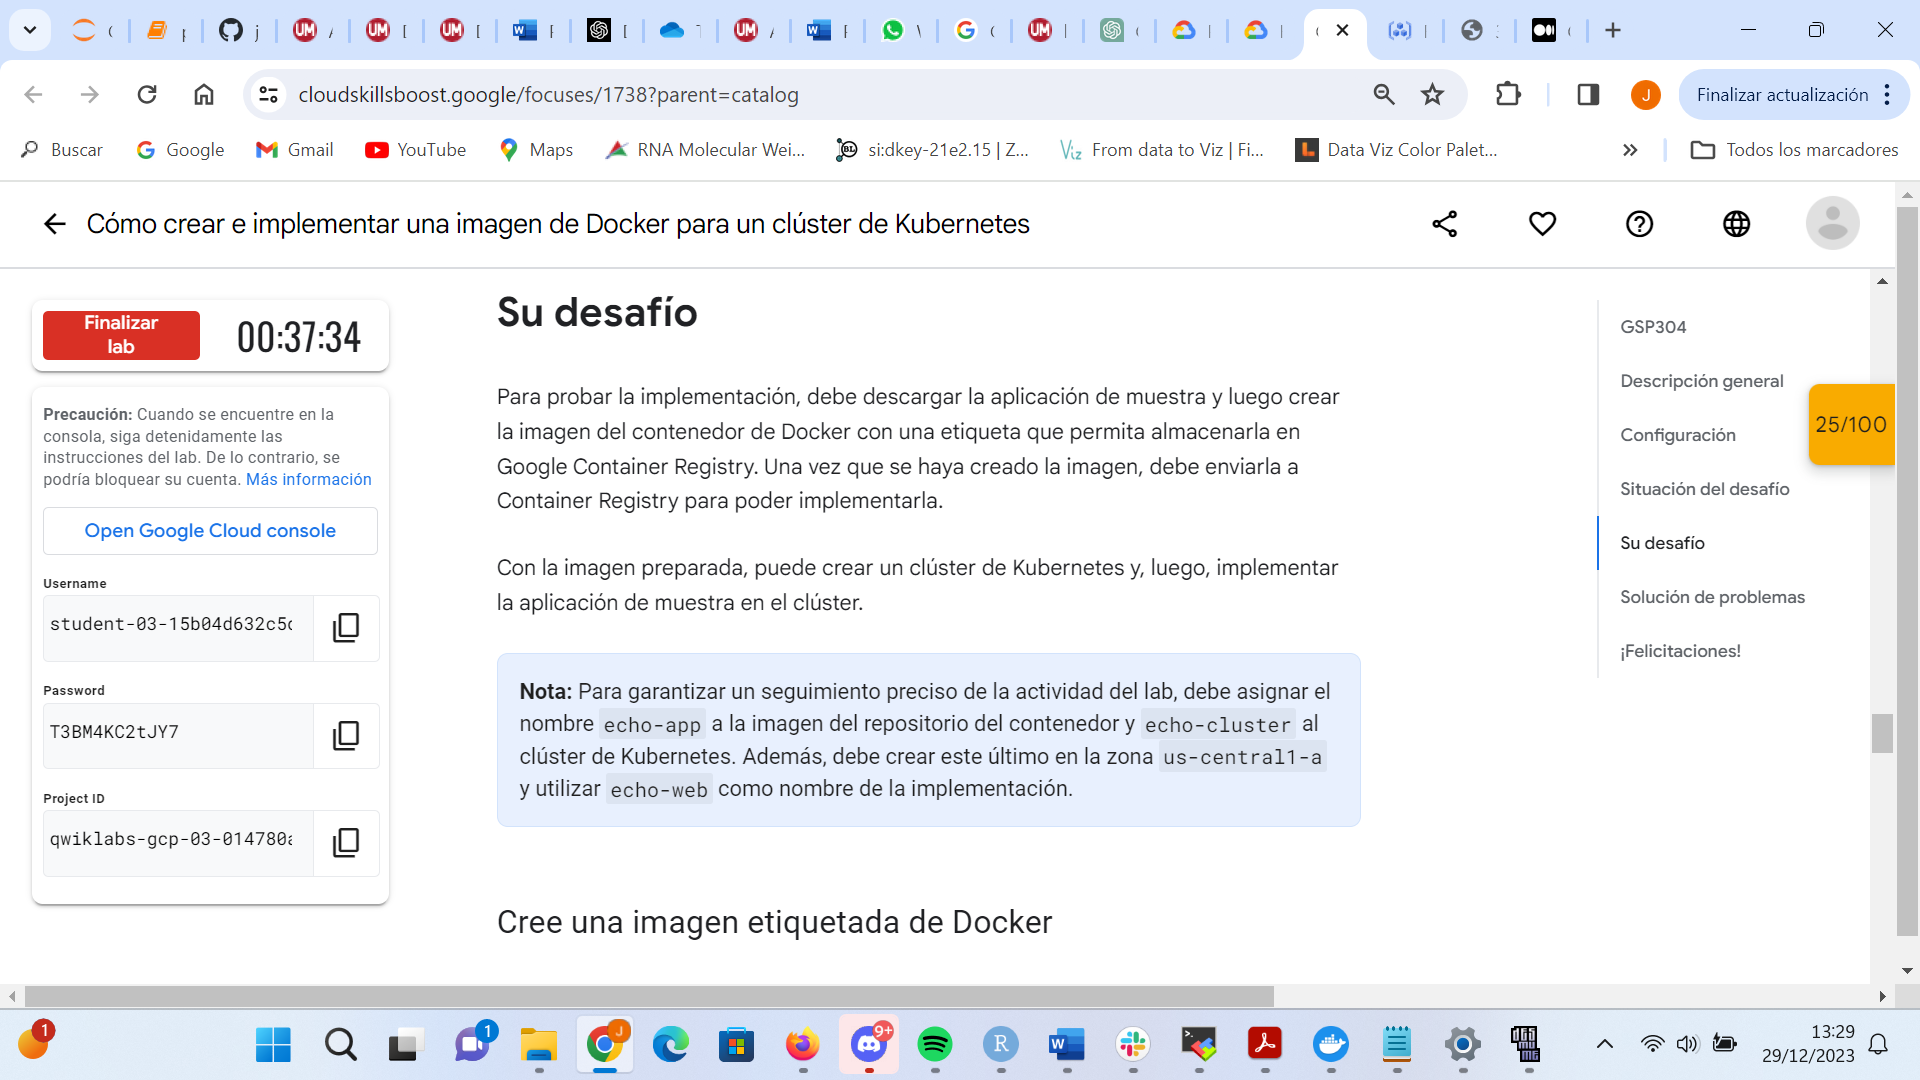 cloudskillsboost.google/focuses/1738?parent=catalog
Finalizar actualización
Buscar
Google
Gmail
YouTube
Maps
RNA Molecular Wei...
si:dkey-21e2.15 | Z...
From data to Viz | Fi...
Data Viz Color Palet...
Todos los marcadores
Cómo crear e implementar una imagen de Docker para un clúster de Kubernetes
Finalizar
lab
00:37:34
Precaución: Cuando se encuentre en la
consola, siga detenidamente las
instrucciones del lab. De lo contrario, se
podría bloquear su cuenta. Más información
Open Google Cloud console
Username
student-03-15b04d632c5
Password
T3BM4KC2tJY7
Project ID
qwiklabs-gcp-03-014780
Su desafío
Para probar la implementación, debe descargar la aplicación de muestra y luego crear
la imagen del contenedor de Docker con una etiqueta que permita almacenarla en
Google Container Registry. Una vez que se haya creado la imagen, debe enviarla a
Container Registry para poder implementarla.
Con la imagen preparada, puede crear un clúster de Kubernetes y, luego, implementar
la aplicación de muestra en el clúster.
Nota: Para garantizar un seguimiento preciso de la actividad del lab, debe asignar el
nombre echo-app a la imagen del repositorio del contenedor y echo-cluster al
clúster de Kubernetes. Además, debe crear este último en la zona us-central1-a
y utilizar echo-web como nombre de la implementación.
Cree una imagen etiquetada de Docker
GSP304
Descripción general
Configuración
Situación del desafío
Su desafío
Solución de problemas
¡Felicitaciones!
25/100
13:29
29/12/2023